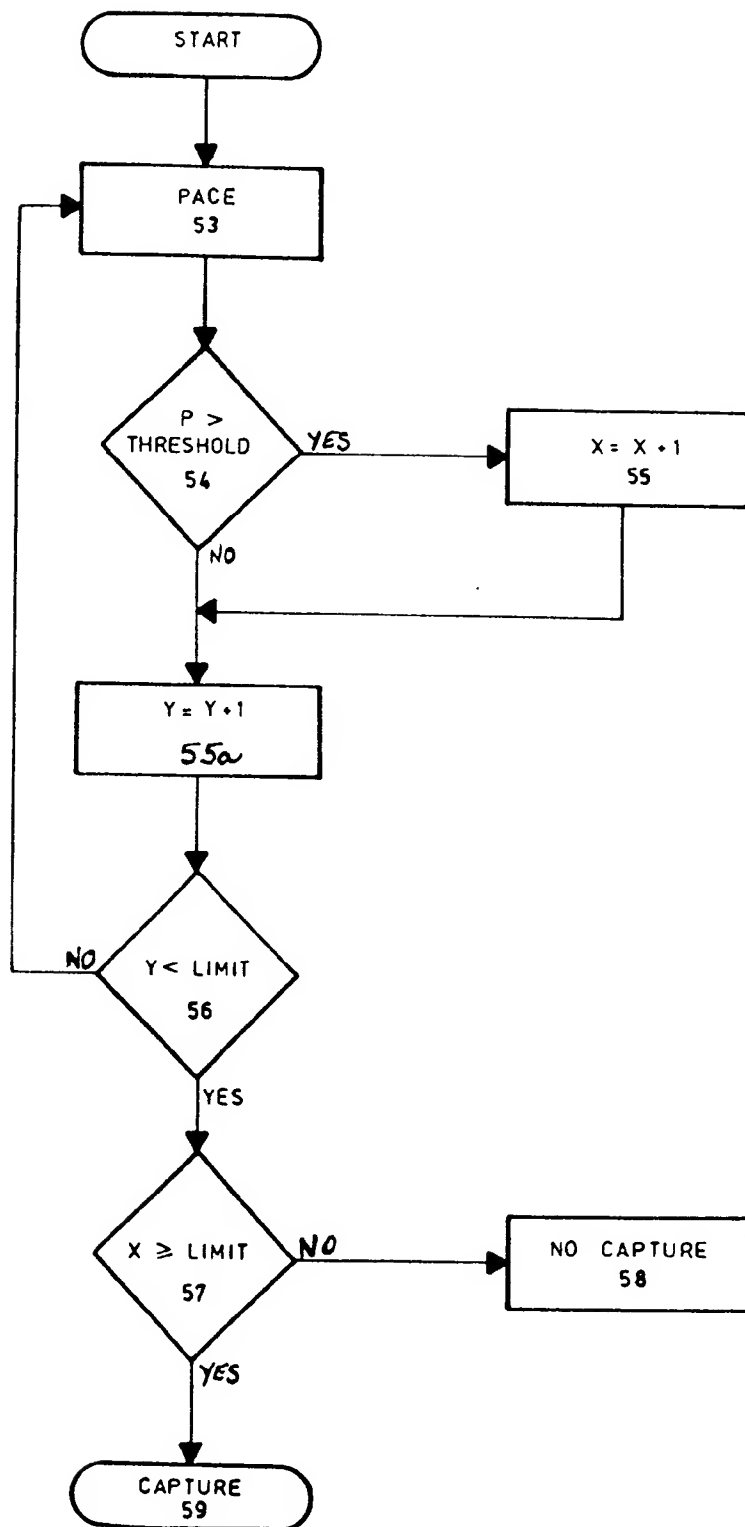 START
PACE
53
P >
THRESHOLD
54
YES
X = X + 1
55
NO
Y = Y + 1
55a
NO
Y < LIMIT
56
YES
X ≥ LIMIT
57
NO
NO CAPTURE
58
YES
CAPTURE
59